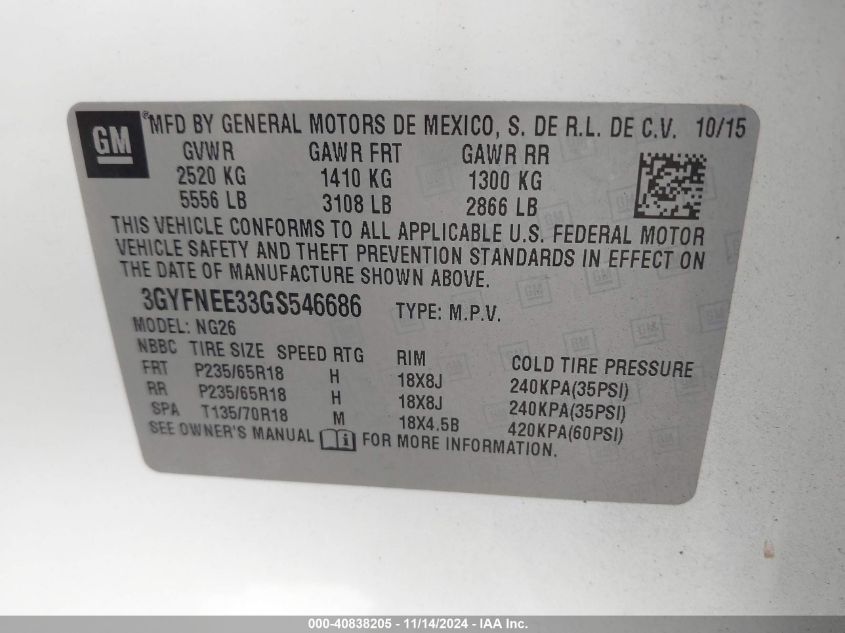 GM
® MFD BY GENERAL MOTORS DE MEXICO, S. DE R.L. DE C.V. 10/15
GVWR GAWR FRT GAWR RR
2520 KG 1410 KG 1300 KG
5556 LB 3108 LB 2866 LB
THIS VEHICLE CONFORMS TO ALL APPLICABLE U.S. FEDERAL MOTOR
VEHICLE SAFETY AND THEFT PREVENTION STANDARDS IN EFFECT ON
THE DATE OF MANUFACTURE SHOWN ABOVE.
3GYFNEE33GS546686 TYPE: M.P.V.
MODEL: NG26
NBBC TIRE SIZE SPEED RTG RIM COLD TIRE PRESSURE
FRT P235/65R18 H 18X8J 240KPA(35PSI)
RR P235/65R18 H 18X8J 240KPA(35PSI)
SPA T135/70R18 M 18X4.5B 420KPA(60PSI)
SEE OWNER'S MANUAL FOR MORE INFORMATION.
000-40838205 - 11/14/2024 - IAA Inc.